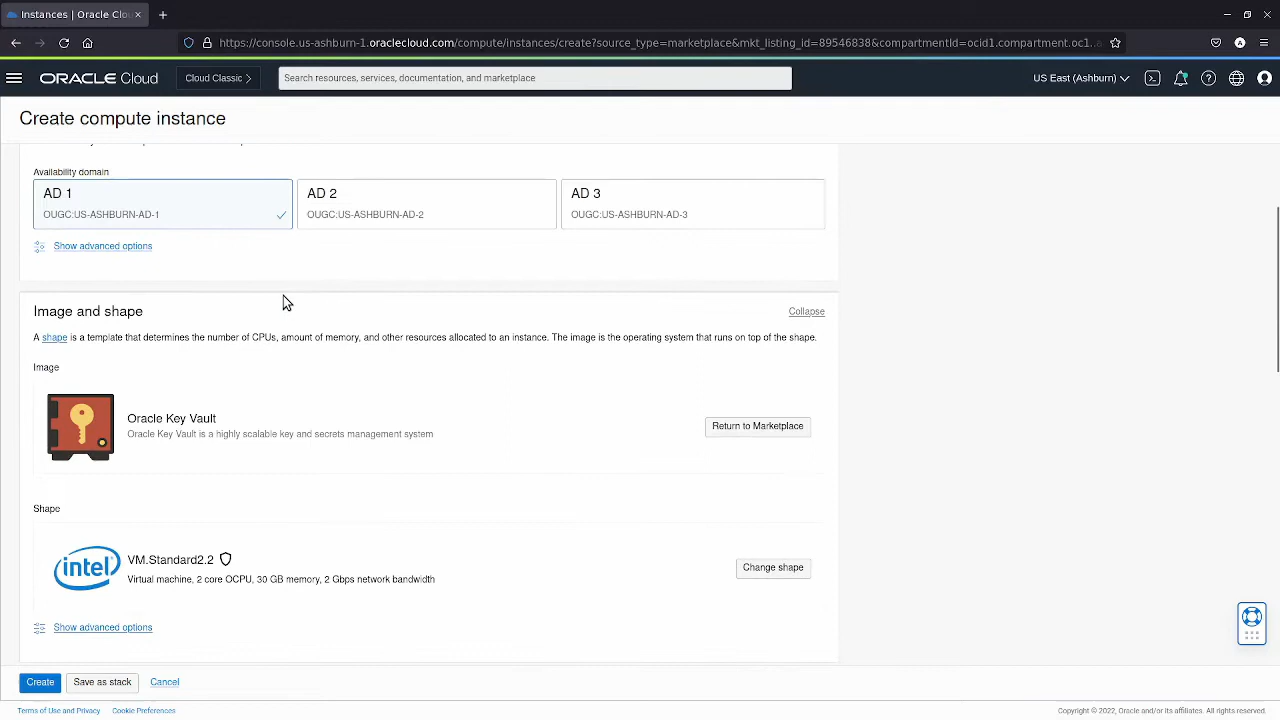 Instances | Oracle Clou
https://console.us-ashburn-1.oraclecloud.com/compute/instances/create?source_type=marketplace&mkt_listing_id=89546838&compartmentId=ocid1.compartment.oc1..a
ORACLE Cloud
Cloud Classic >
Search resources, services, documentation, and marketplace
US East (Ashburn)
Create compute instance
Availability domain
AD 1
OUGC:US-ASHBURN-AD-1
AD 2
OUGC:US-ASHBURN-AD-2
AD 3
OUGC:US-ASHBURN-AD-3
Show advanced options
Image and shape
Collapse
A shape is a template that determines the number of CPUs, amount of memory, and other resources allocated to an instance. The image is the operating system that runs on top of the shape.
Image
Oracle Key Vault
Oracle Key Vault is a highly scalable key and secrets management system
Return to Marketplace
Shape
intel
VM.Standard2.2
Virtual machine, 2 core OCPU, 30 GB memory, 2 Gbps network bandwidth
Change shape
Show advanced options
Create
Save as stack
Cancel
Terms of Use and Privacy
Cookie Preferences
Copyright © 2022, Oracle and/or its affiliates. All rights reserved.